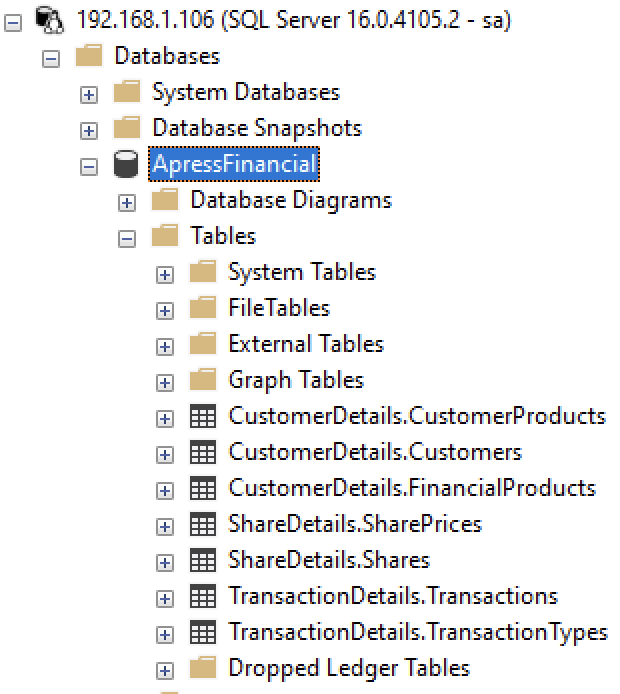 192.168.1.106 (SQL Server 16.0.4105.2 - sa)
Databases
System Databases
Database Snapshots
ApressFinancial
Database Diagrams
Tables
System Tables
FileTables
External Tables
Graph Tables
CustomerDetails.CustomerProducts
CustomerDetails.Customers
CustomerDetails.FinancialProducts
ShareDetails.SharePrices
ShareDetails.Shares
TransactionDetails.Transactions
TransactionDetails.TransactionTypes
Dropped Ledger Tables